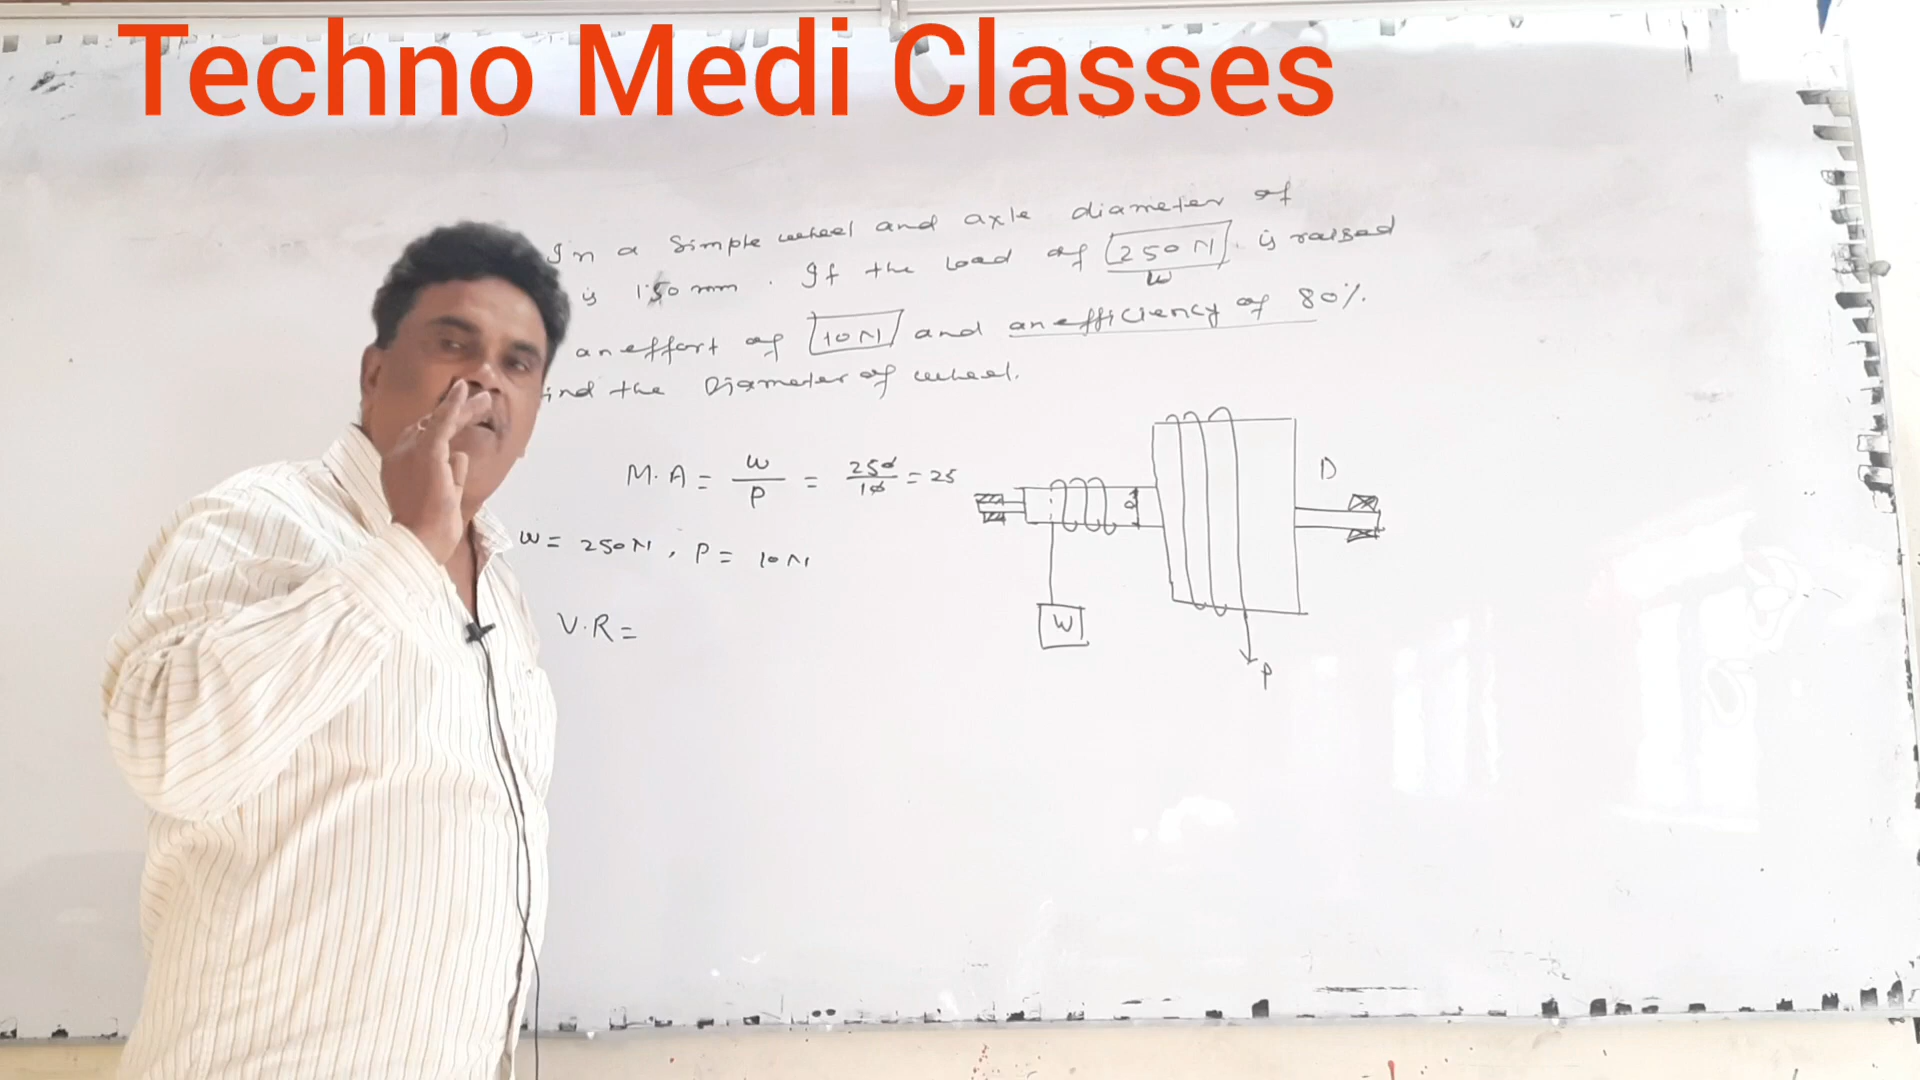 Techno Medi Classes
In a Simple wheel and axle diameter of
is 150 mm. If the Load of 250 N is raised
W
an effort of 10 N and an efficiency of 80%.
ind the Diameter of wheel.
M.A = W/P = 250/10 = 25
D
d
W = 250 N, P = 10 N
V.R =
W
P